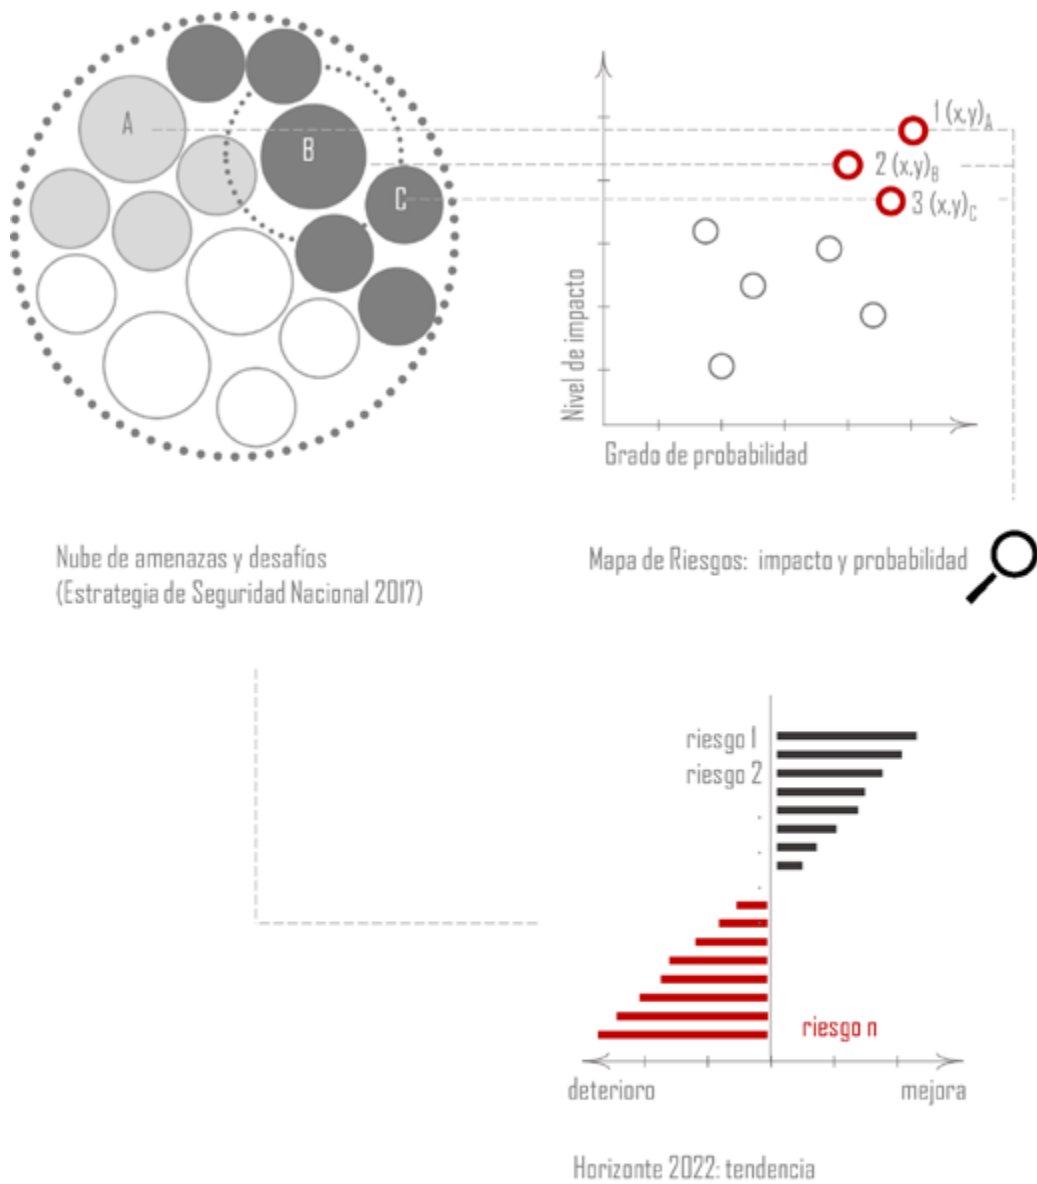 A
B
C
1 (x,y)A
2 (x,y)B
3 (x,y)C
Nivel de impacto
Grado de probabilidad
Nube de amenazas y desafíos
(Estrategia de Seguridad Nacional 2017)
Mapa de Riesgos: impacto y probabilidad
riesgo 1
riesgo 2
riesgo n
deterioro
mejora
Horizonte 2022: tendencia